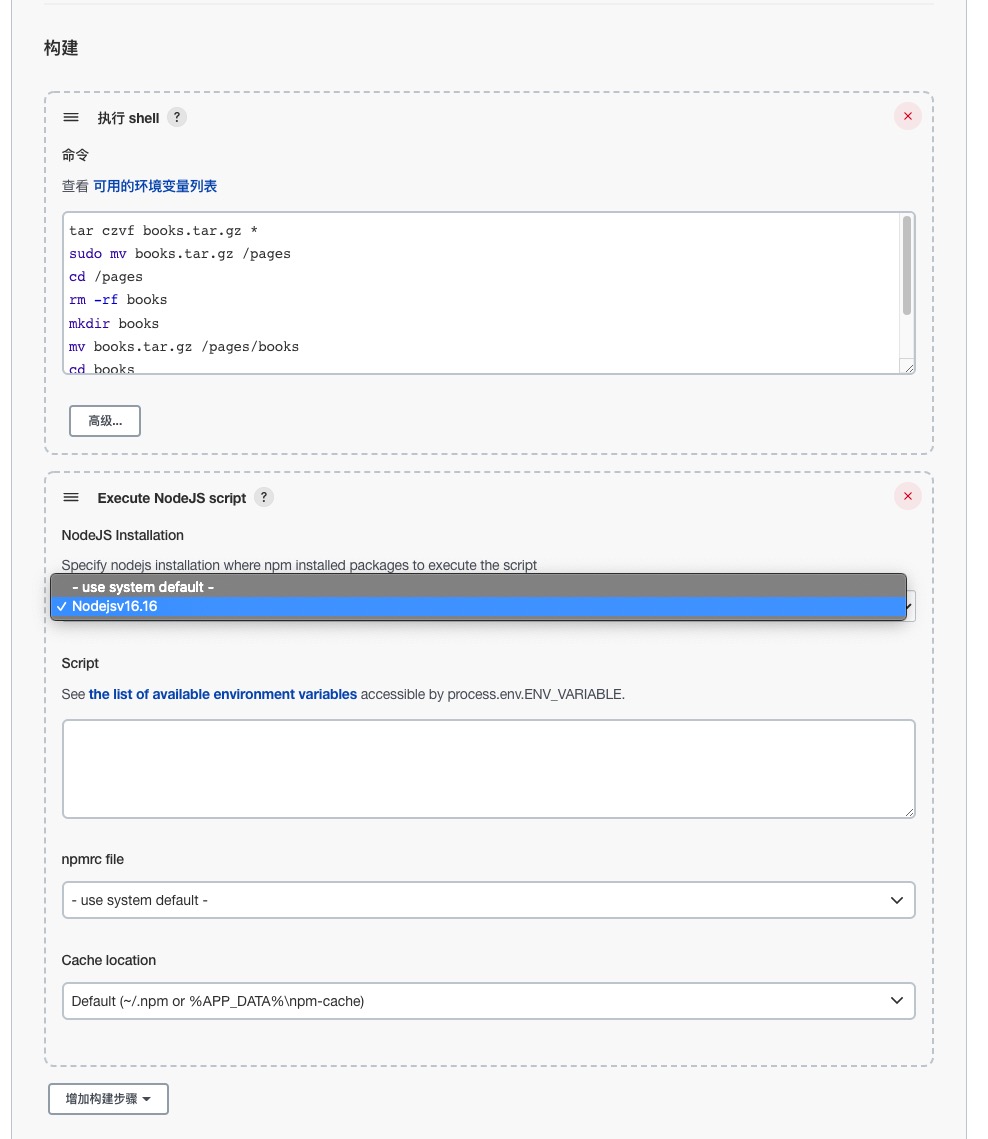 构建
执行 shell ?
命令
查看 可用的环境变量列表
tar czvf books.tar.gz *
sudo mv books.tar.gz /pages
cd /pages
rm -rf books
mkdir books
mv books.tar.gz /pages/books
cd books
高级...
Execute NodeJS script ?
NodeJS Installation
Specify nodejs installation where npm installed packages to execute the script
- use system default -
✓ Nodejsv16.16
Script
See the list of available environment variables accessible by process.env.ENV_VARIABLE.
npmrc file
- use system default -
Cache location
Default (~/.npm or %APP_DATA%\npm-cache)
增加构建步骤